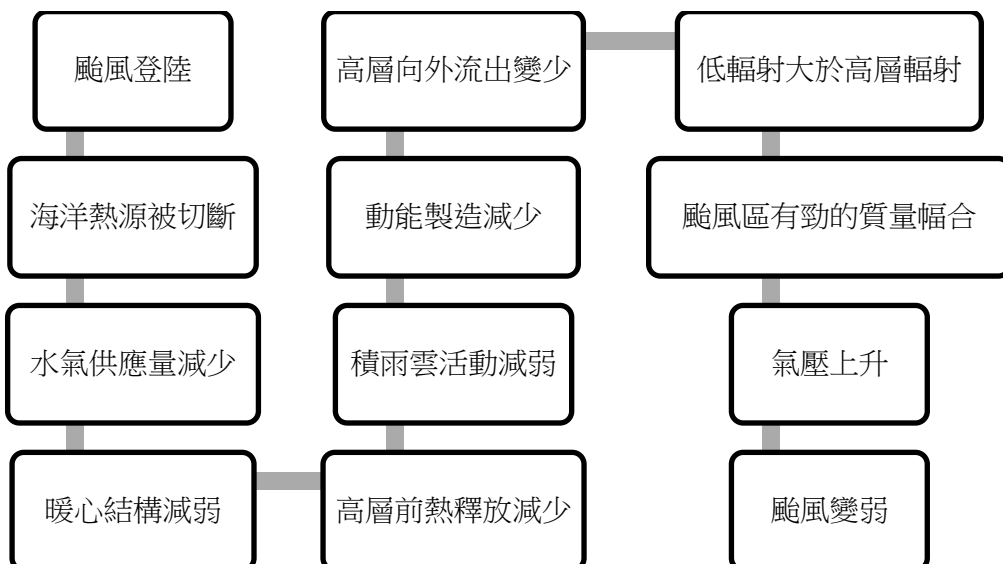 颱風登陸
海洋熱源被切斷
水氣供應量減少
暖心結構減弱
高層前熱釋放減少
積雨雲活動減弱
動能製造減少
高層向外流出變少
低輻射大於高層輻射
颱風區有勁的質量幅合
氣壓上升
颱風變弱